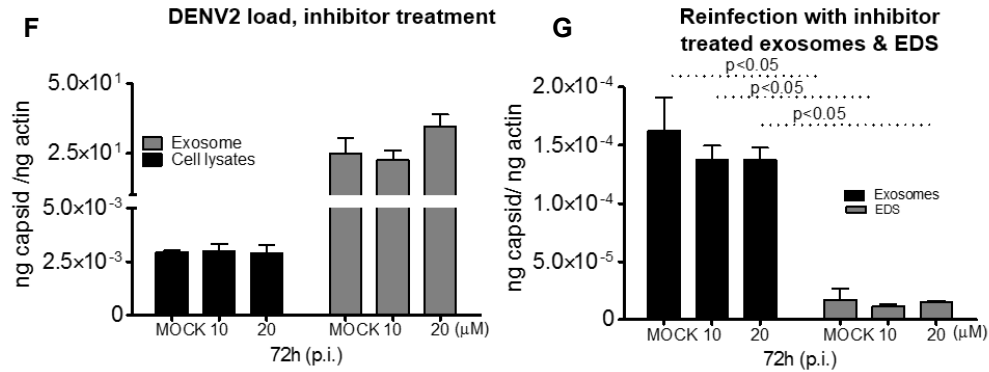 F
DENV2 load, inhibitor treatment
ng capsid /ng actin
5.0×10¹
2.5×10¹
5.0×10⁻³
2.5×10⁻³
0
Exosome
Cell lysates
MOCK 10 20 MOCK 10 20 (µM)
72h (p.i.)
G
Reinfection with inhibitor
treated exosomes & EDS
p<0.05
p<0.05
p<0.05
ng capsid/ ng actin
2.0×10⁻⁴
1.5×10⁻⁴
1.0×10⁻⁴
5.0×10⁻⁵
0
Exosomes
EDS
MOCK 10 20 MOCK 10 20 (µM)
72h (p.i.)